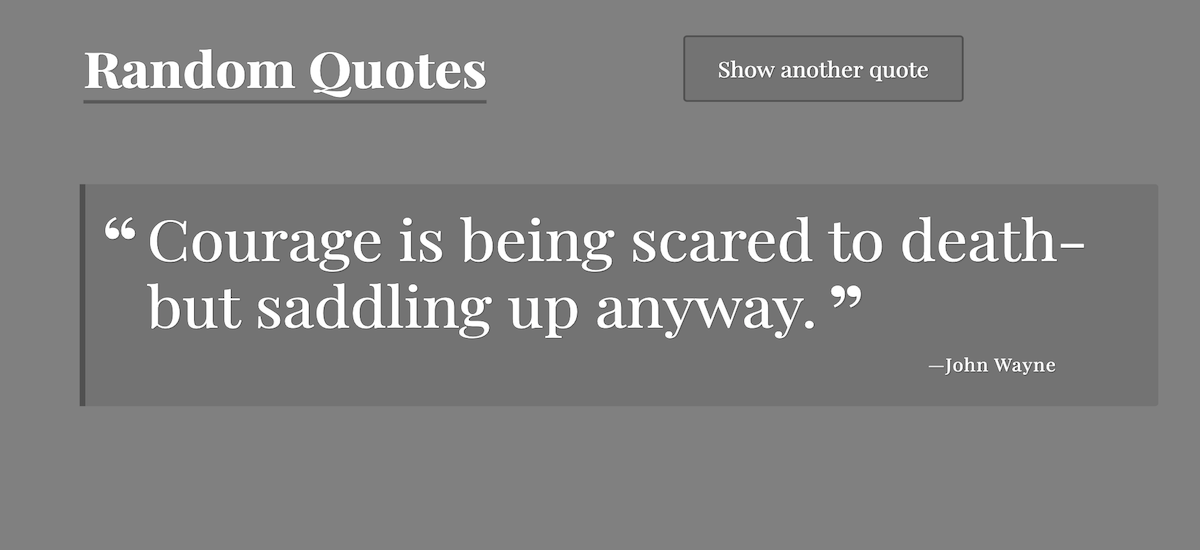 Random Quotes
Show another quote
“ Courage is being scared to death-
but saddling up anyway. ”
—John Wayne